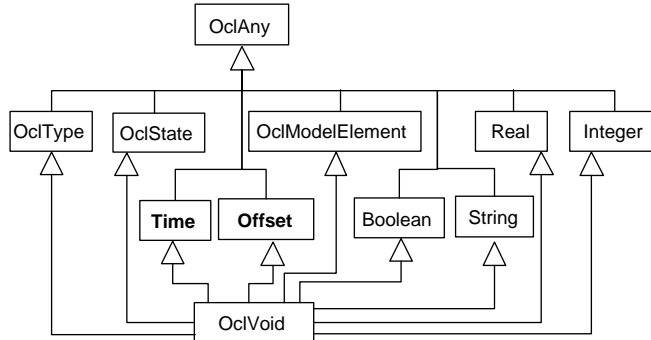 OclAny
OclType
OclState
OclModelElement
Real
Integer
Time
Offset
Boolean
String
OclVoid